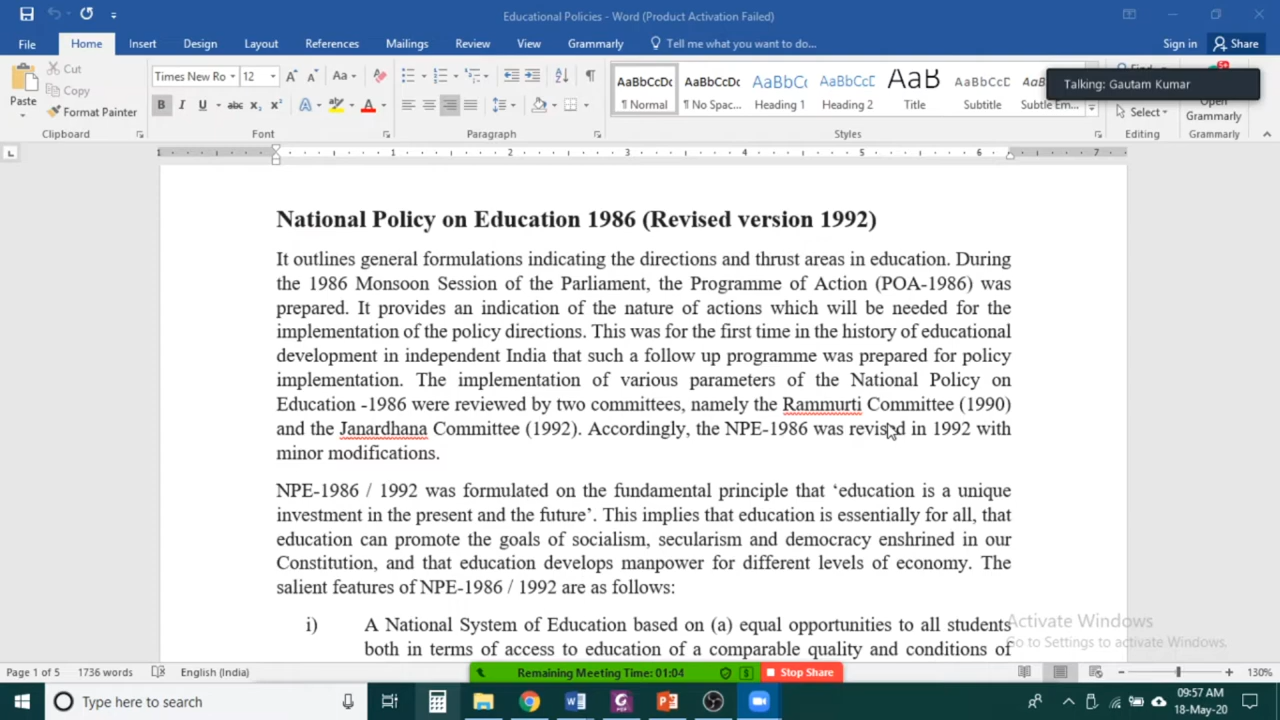 Educational Policies - Word (Product Activation Failed)
File Home Insert Design Layout References Mailings Review View Grammarly Tell me what you want to do... Sign in Share
Cut
Copy
Format Painter
Paste
Times New Ro 12
Clipboard Font Paragraph Styles Editing Grammarly
AaBbCcDc AaBbCcDc AaBbCc AaBbCcD AaB AaBbCcD
¶ Normal ¶ No Spac... Heading 1 Heading 2 Title Subtitle Subtle Em...
Talking: Gautam Kumar
Select
Open
Grammarly
1 1 2 3 4 5 6 7
National Policy on Education 1986 (Revised version 1992)
It outlines general formulations indicating the directions and thrust areas in education. During
the 1986 Monsoon Session of the Parliament, the Programme of Action (POA-1986) was
prepared. It provides an indication of the nature of actions which will be needed for the
implementation of the policy directions. This was for the first time in the history of educational
development in independent India that such a follow up programme was prepared for policy
implementation. The implementation of various parameters of the National Policy on
Education -1986 were reviewed by two committees, namely the Rammurti Committee (1990)
and the Janardhana Committee (1992). Accordingly, the NPE-1986 was revised in 1992 with
minor modifications.
NPE-1986 / 1992 was formulated on the fundamental principle that ‘education is a unique
investment in the present and the future’. This implies that education is essentially for all, that
education can promote the goals of socialism, secularism and democracy enshrined in our
Constitution, and that education develops manpower for different levels of economy. The
salient features of NPE-1986 / 1992 are as follows:
i) A National System of Education based on (a) equal opportunities to all students
both in terms of access to education of a comparable quality and conditions of
Activate Windows
Go to Settings to activate Windows.
Page 1 of 5 1736 words English (India) Remaining Meeting Time: 01:04 Stop Share 130%
Type here to search
09:57 AM
18-May-20